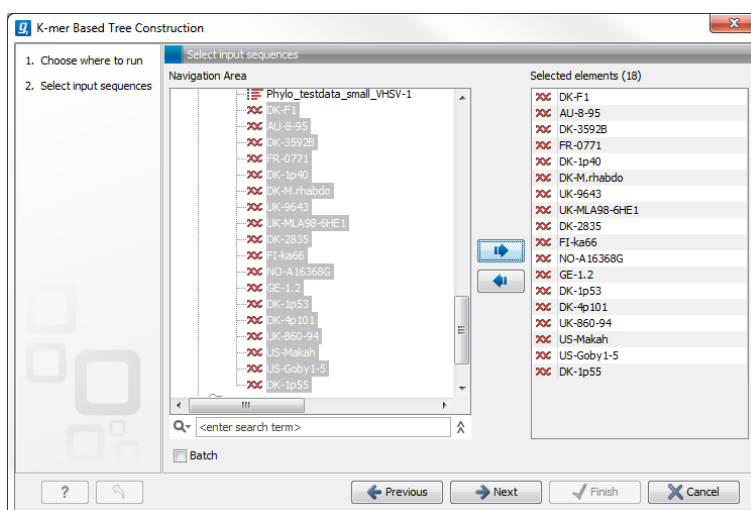 K-mer Based Tree Construction
1. Choose where to run
2. Select input sequences
Select input sequences
Navigation Area
Phylo_testdata_small_VHSV-1
DK-F1
AU-8-95
DK-3592B
FR-0771
DK-1p40
DK-M.rhabdo
UK-9643
UK-MLA98-6HE1
DK-2835
FI-ka66
NO-A16368G
GE-1.2
DK-1p53
DK-4p101
UK-860-94
US-Makah
US-Goby1-5
DK-1p55
<enter search term>
Batch
Selected elements (18)
DK-F1
AU-8-95
DK-3592B
FR-0771
DK-1p40
DK-M.rhabdo
UK-9643
UK-MLA98-6HE1
DK-2835
FI-ka66
NO-A16368G
GE-1.2
DK-1p53
DK-4p101
UK-860-94
US-Makah
US-Goby1-5
DK-1p55
?
Previous
Next
Finish
Cancel